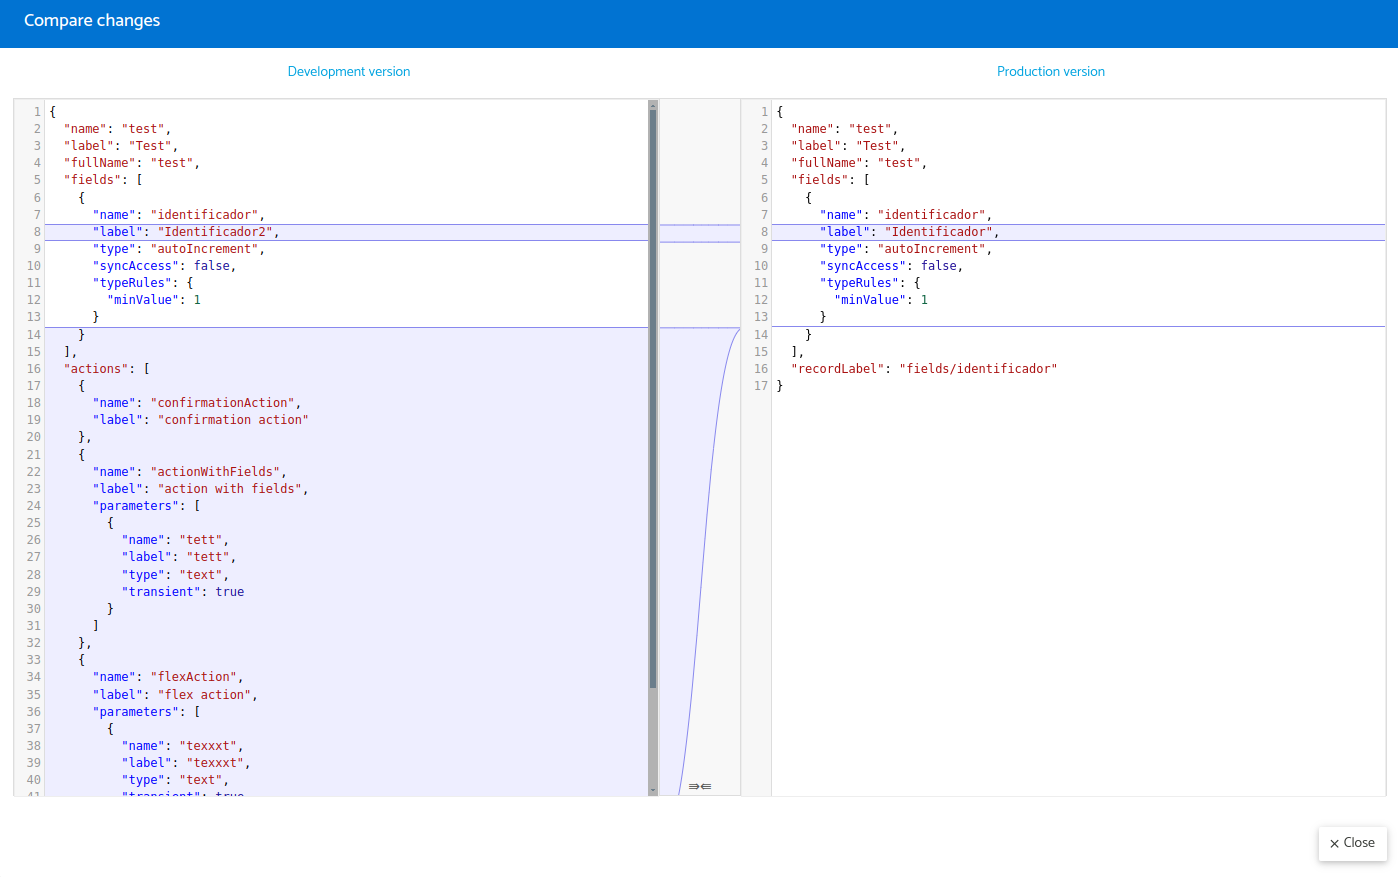 Compare changes
Development version
1 {
2   "name": "test",
3   "label": "Test",
4   "fullName": "test",
5   "fields": [
6     {
7       "name": "identificador",
8       "label": "Identificador2",
9       "type": "autoIncrement",
10       "syncAccess": false,
11       "typeRules": {
12         "minValue": 1
13       }
14     }
15   ],
16   "actions": [
17     {
18       "name": "confirmationAction",
19       "label": "confirmation action"
20     },
21     {
22       "name": "actionWithFields",
23       "label": "action with fields",
24       "parameters": [
25         {
26           "name": "tett",
27           "label": "tett",
28           "type": "text",
29           "transient": true
30         }
31       ]
32     },
33     {
34       "name": "flexAction",
35       "label": "flex action",
36       "parameters": [
37         {
38           "name": "texxxt",
39           "label": "texxxt",
40           "type": "text",
41           "transient": true
⇛⇚
Production version
1 {
2   "name": "test",
3   "label": "Test",
4   "fullName": "test",
5   "fields": [
6     {
7       "name": "identificador",
8       "label": "Identificador",
9       "type": "autoIncrement",
10       "syncAccess": false,
11       "typeRules": {
12         "minValue": 1
13       }
14     }
15   ],
16   "recordLabel": "fields/identificador"
17 }
× Close